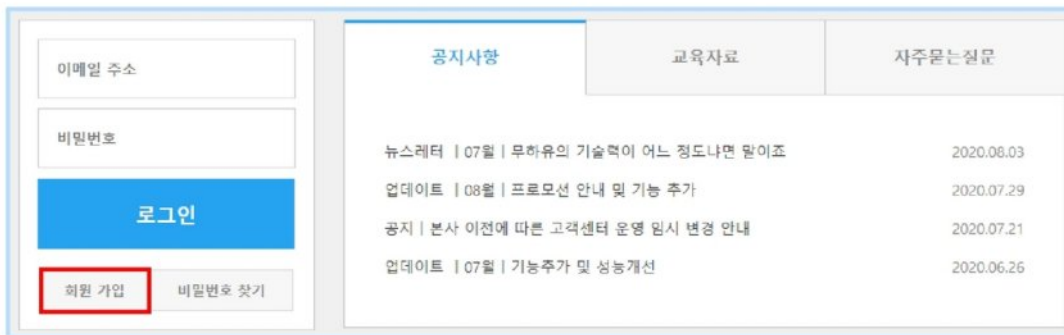 이메일 주소
비밀번호
로그인
회원 가입
비밀번호 찾기
공지사항
교육자료
자주묻는질문
뉴스레터 | 07월 | 무하유의 기술력이 어느 정도냐면 말이죠 2020.08.03
업데이트 | 08월 | 프로모션 안내 및 기능 추가 2020.07.29
공지 | 본사 이전에 따른 고객센터 운영 임시 변경 안내 2020.07.21
업데이트 | 07월 | 기능추가 및 성능개선 2020.06.26